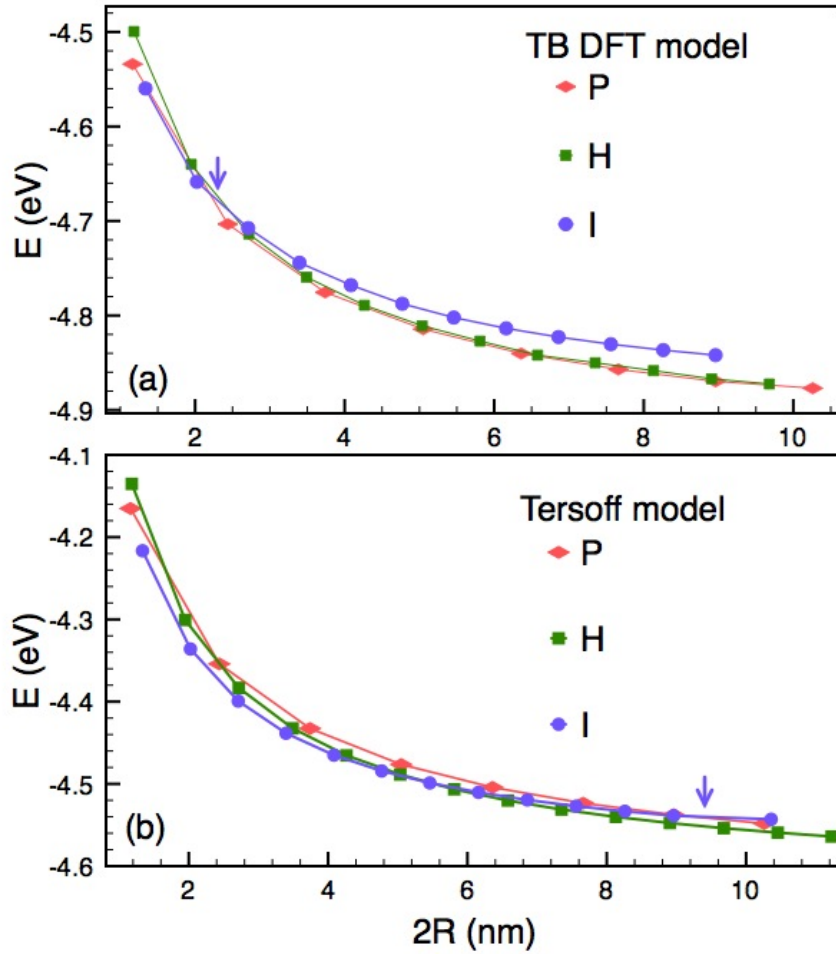 TB DFT model
P
H
I
E (eV)
-4.5
-4.6
-4.7
-4.8
-4.9
(a)
2 4 6 8 10
Tersoff model
P
H
I
E (eV)
-4.1
-4.2
-4.3
-4.4
-4.5
-4.6
(b)
2 4 6 8 10
2R (nm)